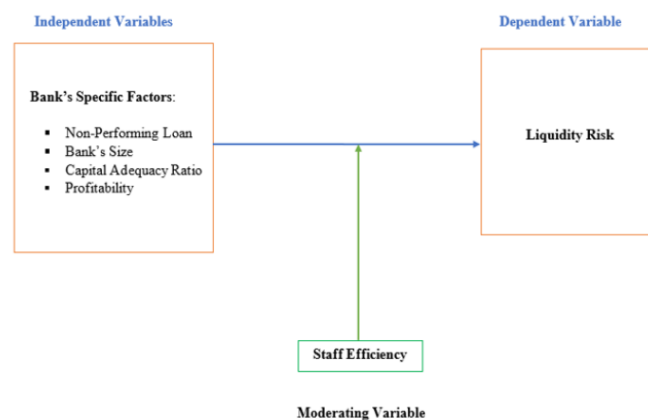 Independent Variables
Dependent Variable
Bank's Specific Factors:
▪ Non-Performing Loan
▪ Bank's Size
▪ Capital Adequacy Ratio
▪ Profitability
Liquidity Risk
Staff Efficiency
Moderating Variable